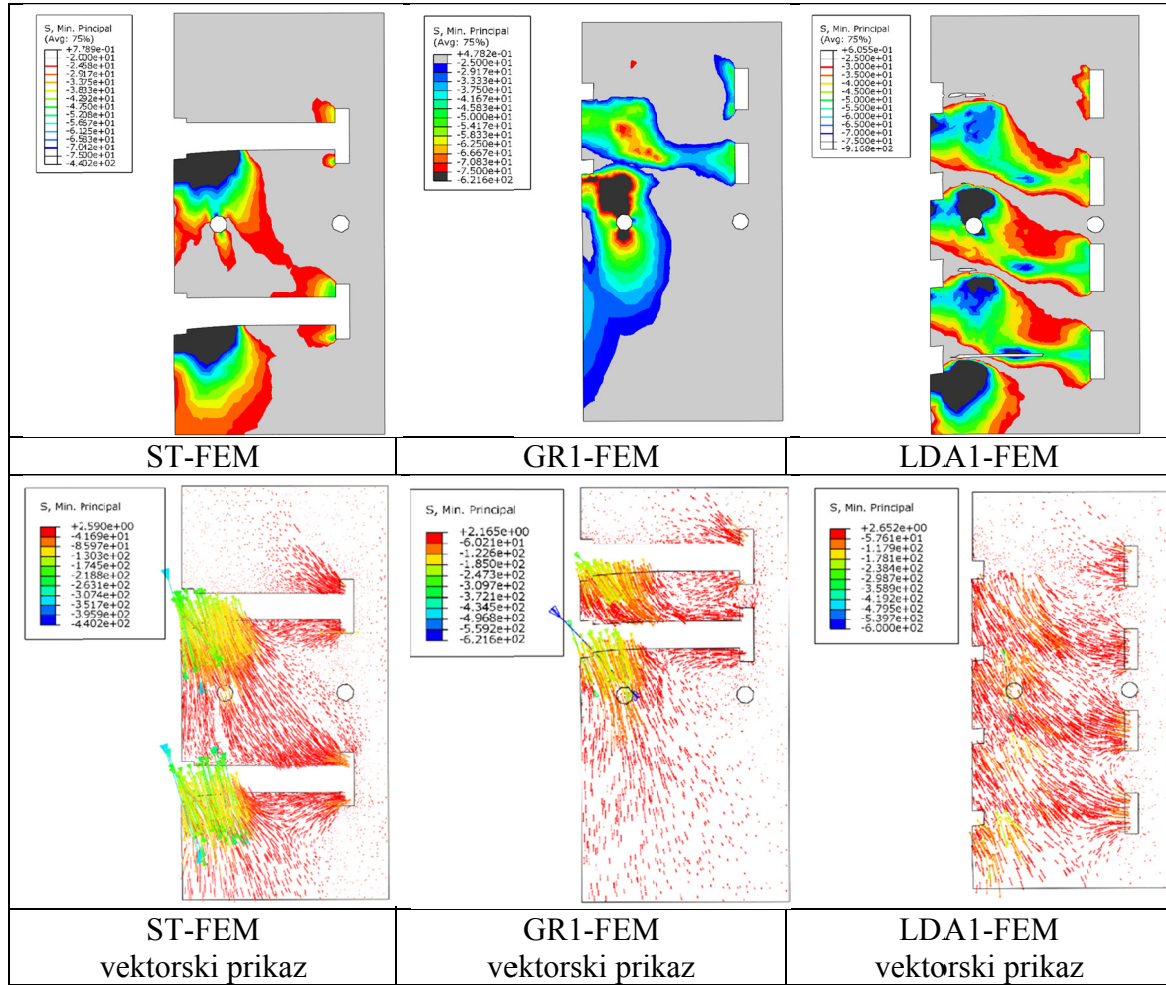 S, Min. Principal
(Avg: 75%)
+7.789e-01
-2.000e+01
-2.458e+01
-2.917e+01
-3.375e+01
-3.833e+01
-4.292e+01
-4.750e+01
-5.208e+01
-5.667e+01
-6.125e+01
-6.583e+01
-7.042e+01
-7.500e+01
-4.402e+02
S, Min. Principal
(Avg: 75%)
+4.782e-01
-2.500e+01
-2.917e+01
-3.333e+01
-3.750e+01
-4.167e+01
-4.583e+01
-5.000e+01
-5.417e+01
-5.833e+01
-6.250e+01
-6.667e+01
-7.083e+01
-7.500e+01
-6.216e+02
S, Min. Principal
(Avg: 75%)
+6.055e-01
-2.500e+01
-3.000e+01
-3.500e+01
-4.000e+01
-4.500e+01
-5.000e+01
-5.500e+01
-6.000e+01
-6.500e+01
-7.000e+01
-7.500e+01
-9.168e+02
ST-FEM
GR1-FEM
LDA1-FEM
S, Min. Principal
+2.590e+00
-4.169e+01
-8.597e+01
-1.303e+02
-1.745e+02
-2.188e+02
-2.631e+02
-3.074e+02
-3.517e+02
-3.959e+02
-4.402e+02
S, Min. Principal
+2.165e+00
-6.021e+01
-1.226e+02
-1.850e+02
-2.473e+02
-3.097e+02
-3.721e+02
-4.345e+02
-4.968e+02
-5.592e+02
-6.216e+02
S, Min. Principal
+2.652e+00
-5.761e+01
-1.179e+02
-1.781e+02
-2.384e+02
-2.987e+02
-3.589e+02
-4.192e+02
-4.795e+02
-5.397e+02
-6.000e+02
ST-FEM
vektorski prikaz
GR1-FEM
vektorski prikaz
LDA1-FEM
vektorski prikaz